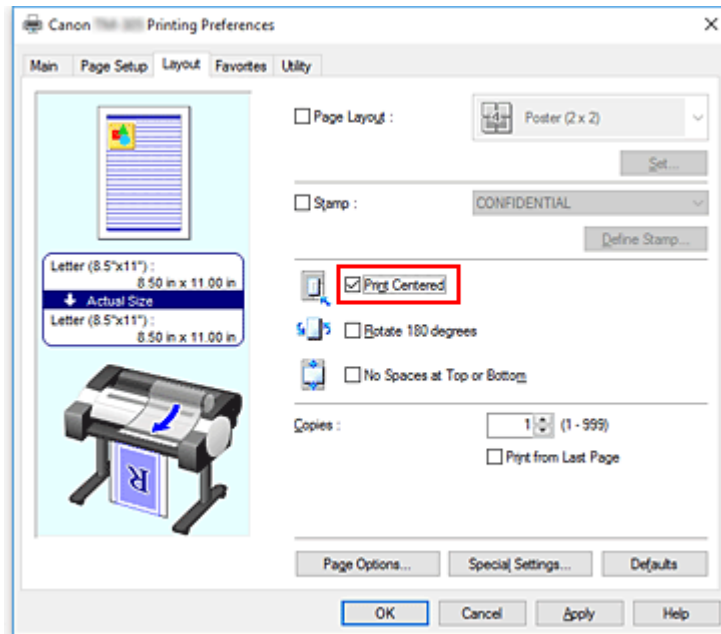 Canon Printing Preferences
Main Page Setup Layout Favorites Utility
Page Layout :
Poster (2 x 2)
Set...
Stamp :
CONFIDENTIAL
Define Stamp...
Letter (8.5"x11") :
8.50 in x 11.00 in
Actual Size
Letter (8.5"x11") :
8.50 in x 11.00 in
Print Centered
Rotate 180 degrees
No Spaces at Top or Bottom
Copies :
1 (1 - 999)
Print from Last Page
R
Page Options... Special Settings... Defaults
OK Cancel Apply Help